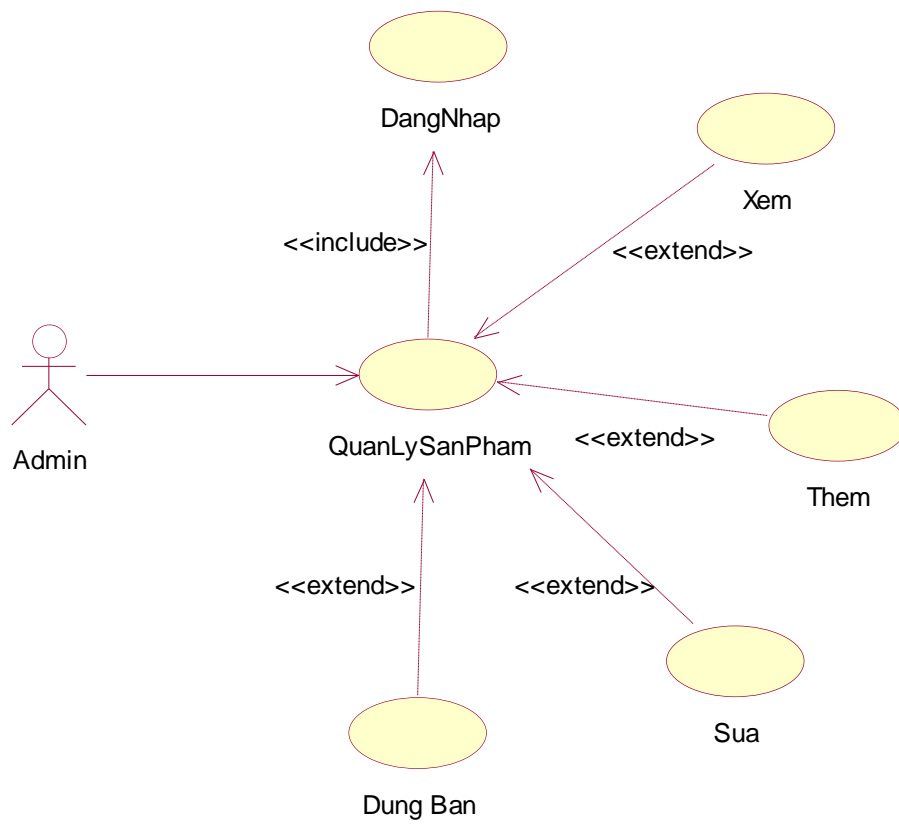 DangNhap
Xem
<<include>>
<<extend>>
Admin
QuanLySanPham
<<extend>>
Them
<<extend>>
<<extend>>
Sua
Dung Ban